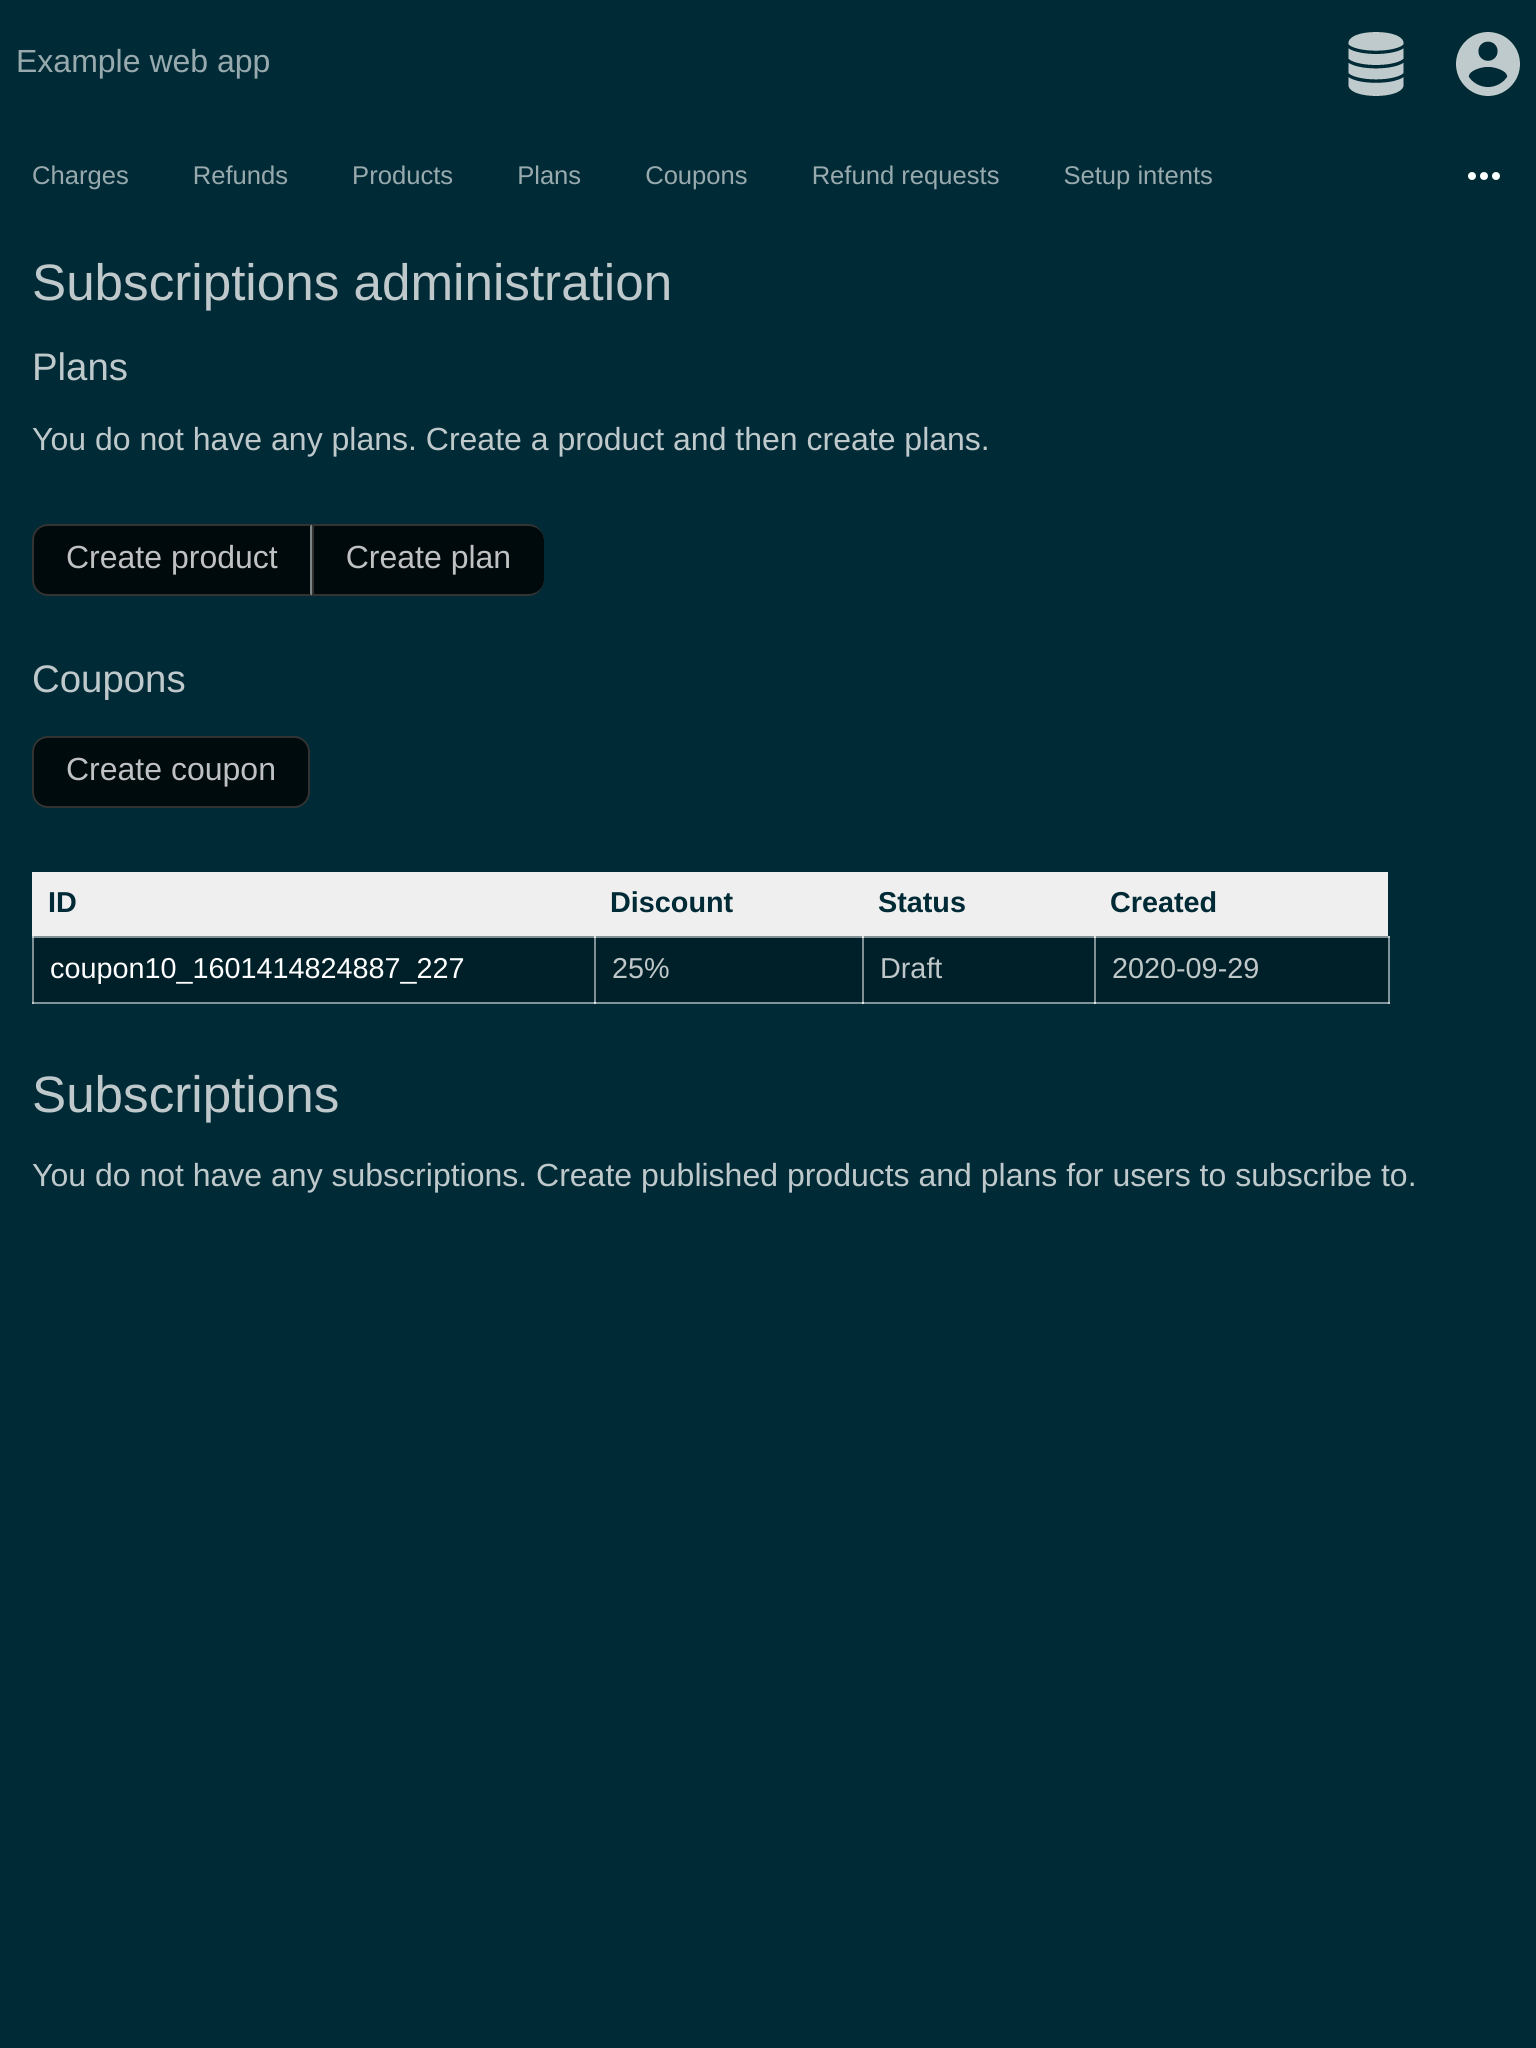 Example web app
Charges Refunds Products Plans Coupons Refund requests Setup intents
Subscriptions administration
Plans
You do not have any plans. Create a product and then create plans.
Create product Create plan
Coupons
Create coupon
ID Discount Status Created
coupon10_1601414824887_227 25% Draft 2020-09-29
Subscriptions
You do not have any subscriptions. Create published products and plans for users to subscribe to.